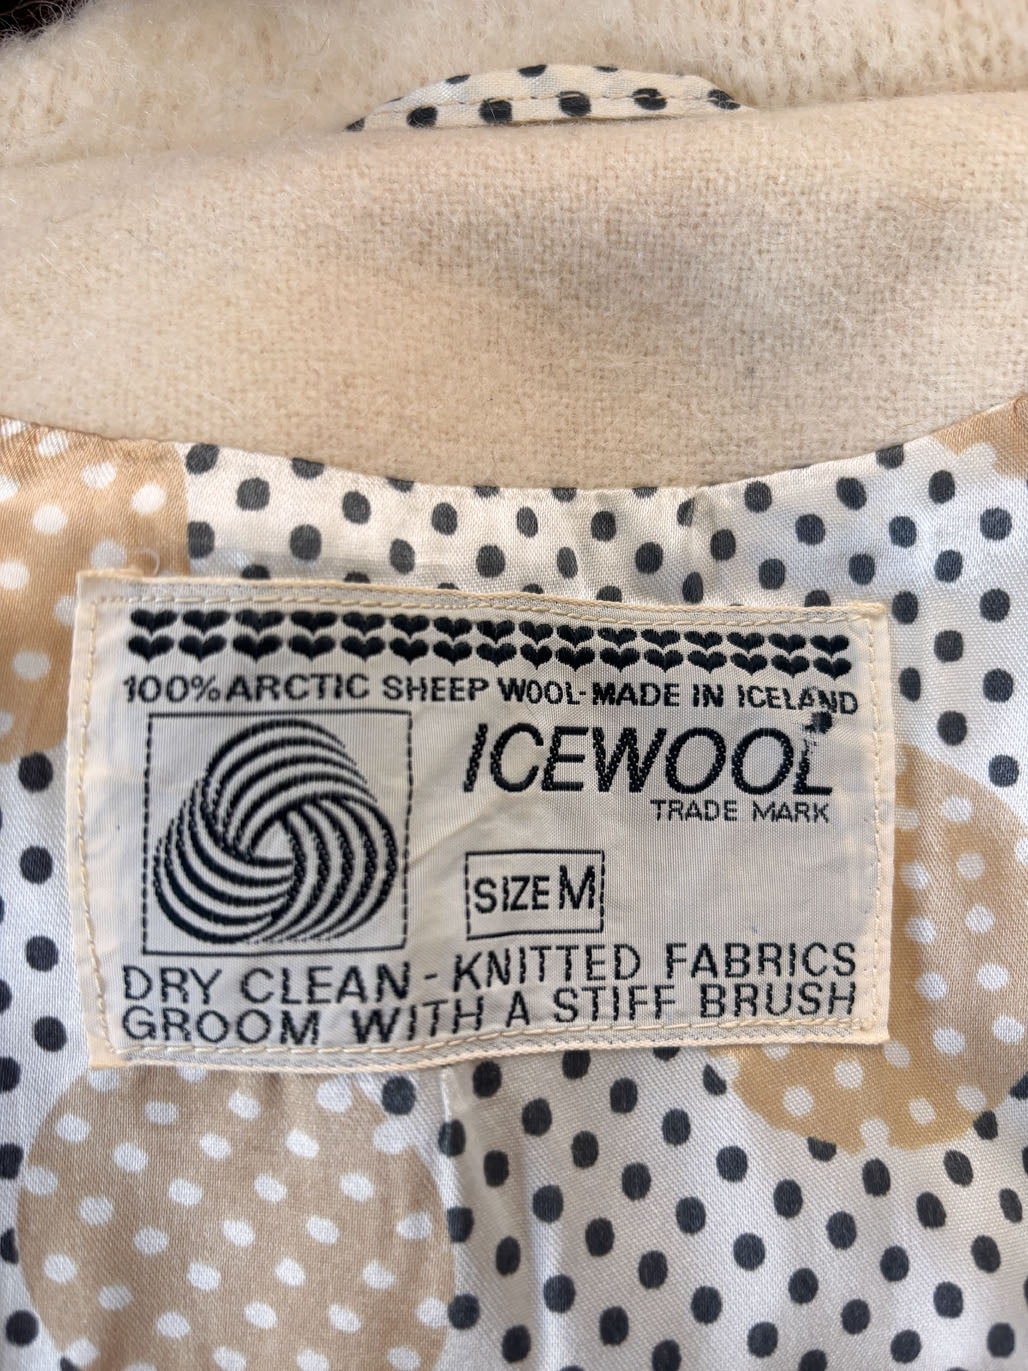 100% ARCTIC SHEEP WOOL-MADE IN ICELAND
ICEWOOL
TRADE MARK
SIZE M
DRY CLEAN - KNITTED FABRICS
GROOM WITH A STIFF BRUSH